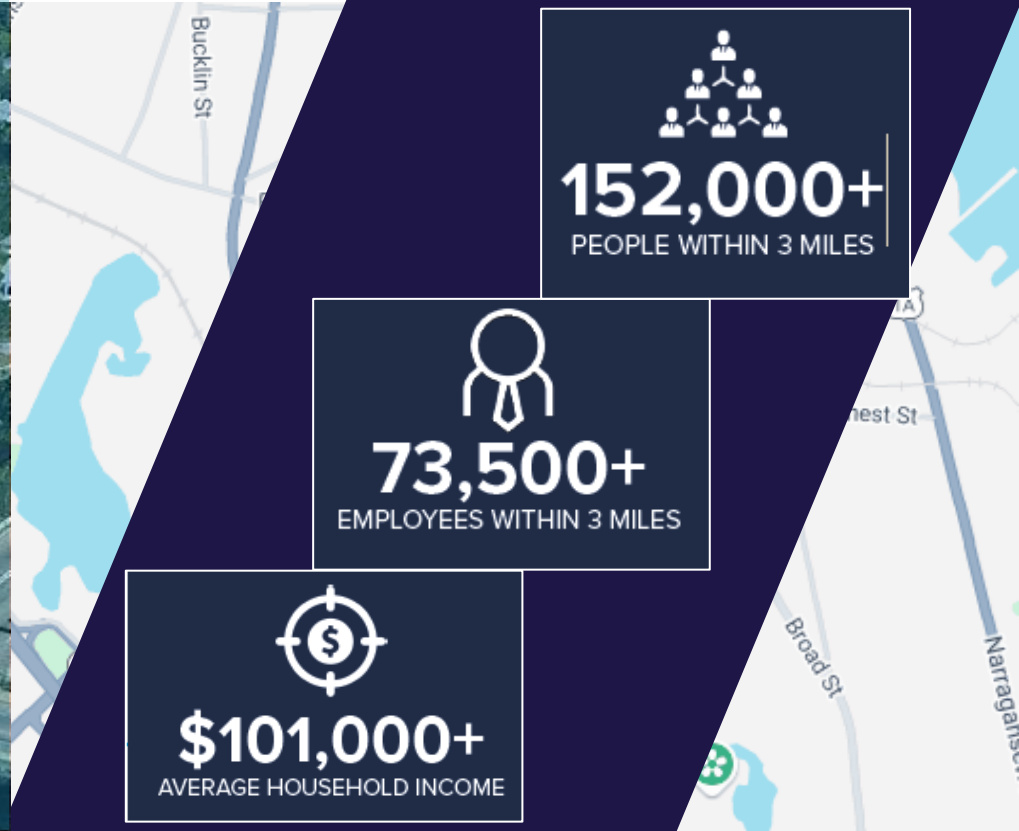 Bucklin St
152,000+
PEOPLE WITHIN 3 MILES
1A
73,500+
EMPLOYEES WITHIN 3 MILES
$
$101,000+
AVERAGE HOUSEHOLD INCOME
Broad St